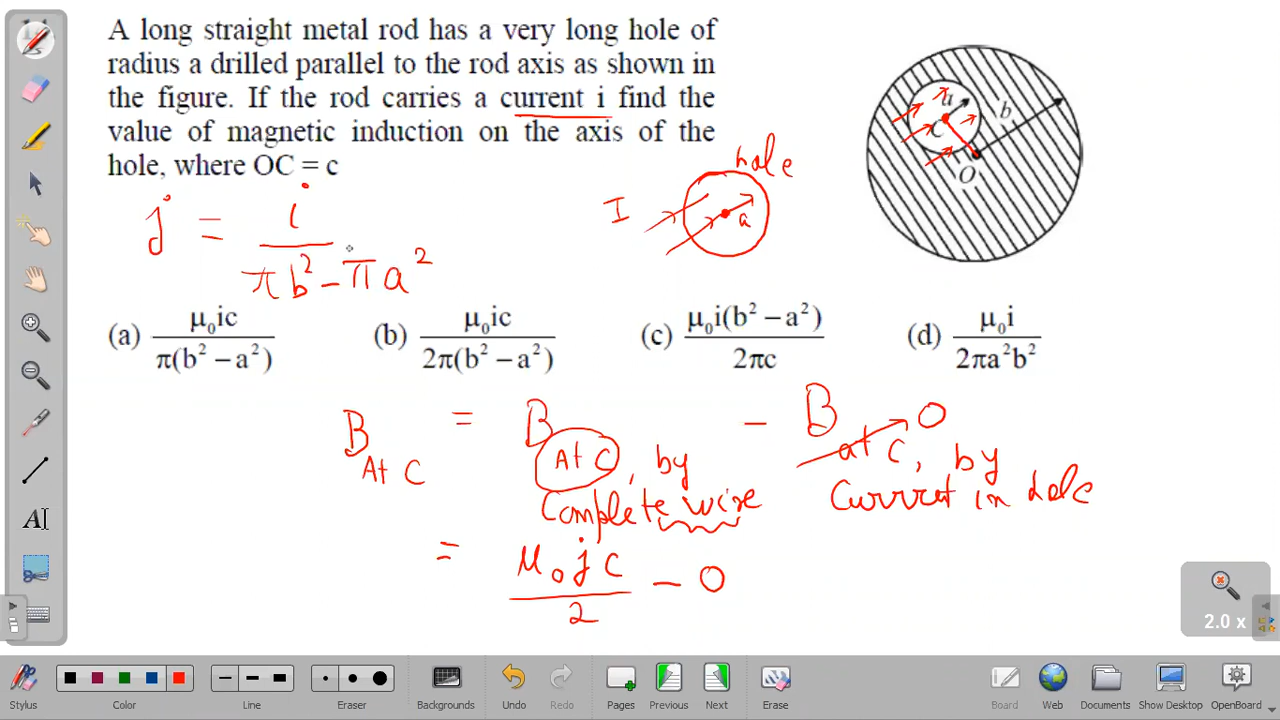 A long straight metal rod has a very long hole of
radius a drilled parallel to the rod axis as shown in
the figure. If the rod carries a current i find the
value of magnetic induction on the axis of the
hole, where OC = c
a
b
C
O
hole
I
a
j = i / (πb² - πa²)
(a) μ₀ic / π(b² − a²) (b) μ₀ic / 2π(b² − a²) (c) μ₀i(b² − a²) / 2πc (d) μ₀i / 2πa²b²
B At C = B At C, by Complete wire - B at C, by Current in hole 0
= μ₀jc / 2 - 0
2.0 x
Stylus Color Line Eraser Backgrounds Undo Redo Pages Previous Next Erase Board Web Documents Show Desktop OpenBoard